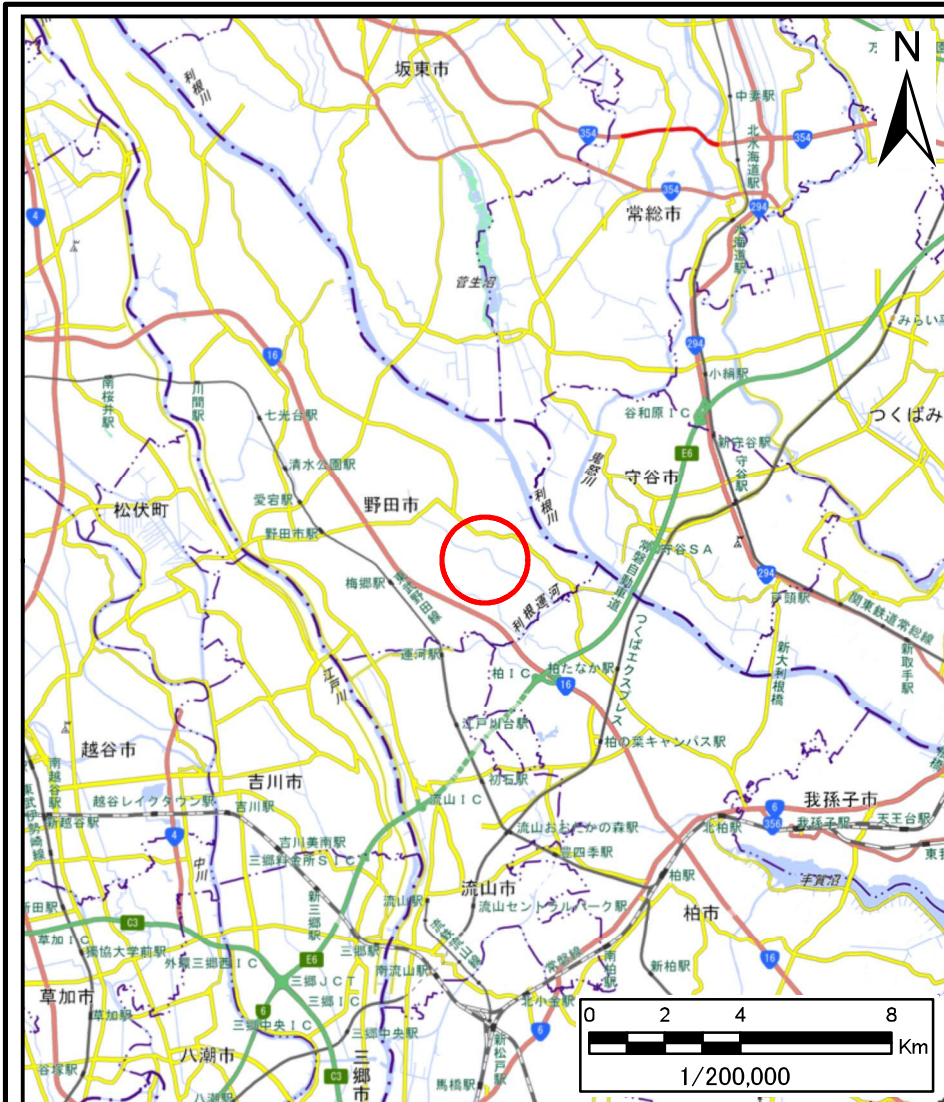 N
坂東市
利根川
中妻駅
354
354
北水海道駅
354
4
常総市
294
水海道駅
菅生沼
みらい平
294
16
小絹駅
南桜井駅
川間駅
谷和原IC
七光台駅
つくばみ
新守谷駅
E6
鬼怒川
守谷市
守谷駅
清水公園駅
野田市
利根川
愛宕駅
松伏町
野田市駅
守谷SA
常磐自動車道
294
梅郷駅
東武野田線
戸頭駅
関東鉄道常総線
利根運河
つくばエクスプレス
運河駅
新大利根橋
新取手駅
江戸川
柏IC
柏たなか駅
16
江戸川台駅
柏の葉キャンパス駅
越谷市
南越谷駅
初石駅
吉川市
東武伊勢崎線
越谷レイクタウン駅
吉川駅
流山IC
6
我孫子市
新越谷駅
356
我孫子駅
天王台駅
北柏駅
4
流山おおたかの森駅
吉川美南駅
豊四季駅
三郷料金所SIC
中川
柏駅
手賀沼
新三郷駅
流山市
流山駅
流山セントラルパーク駅
新田駅
柏市
C3
流鉄流山線
草加IC
獨協大学前駅
三郷駅
常磐線
外環三郷西IC
E6
南流山駅
南柏駅
新柏駅
16
三郷JCT
草加市
三郷IC
北小金駅
6
草加駅
三郷中央IC
三郷中央駅
6
新松戸駅
八潮市
三郷市
谷塚駅
C3
馬橋駅
八潮駅
0 2 4 8
Km
1/200,000